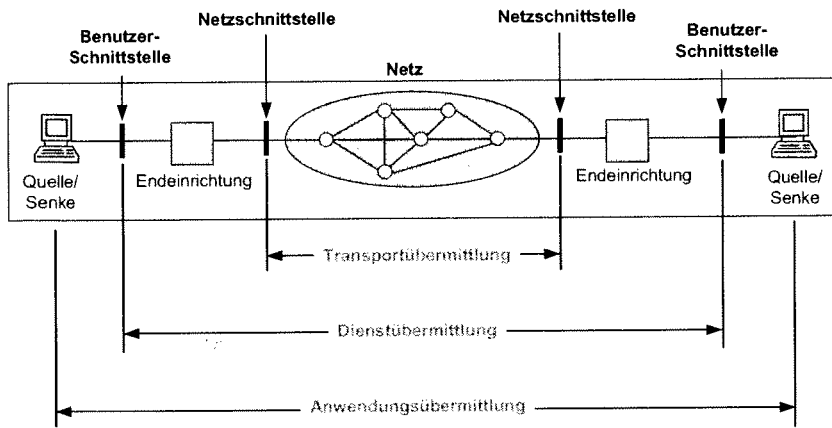 Benutzer-
Schnittstelle
Netzschnittstelle
Netzschnittstelle
Benutzer-
Schnittstelle
Netz
Quelle/
Senke
Endeinrichtung
Endeinrichtung
Quelle/
Senke
Transportübermittlung
Dienstübermittlung
Anwendungsübermittlung